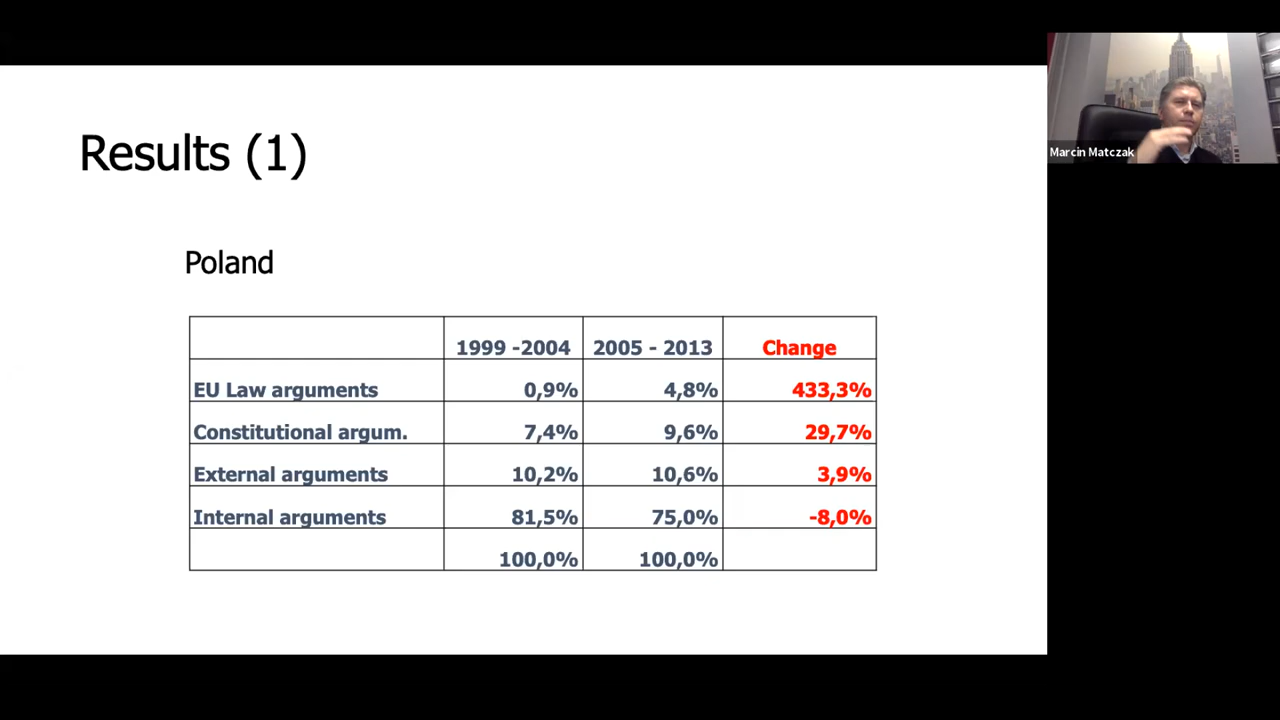 Marcin Matczak
Results (1)
Poland
1999 -2004 2005 - 2013 Change
EU Law arguments 0,9% 4,8% 433,3%
Constitutional argum. 7,4% 9,6% 29,7%
External arguments 10,2% 10,6% 3,9%
Internal arguments 81,5% 75,0% -8,0%
100,0% 100,0%